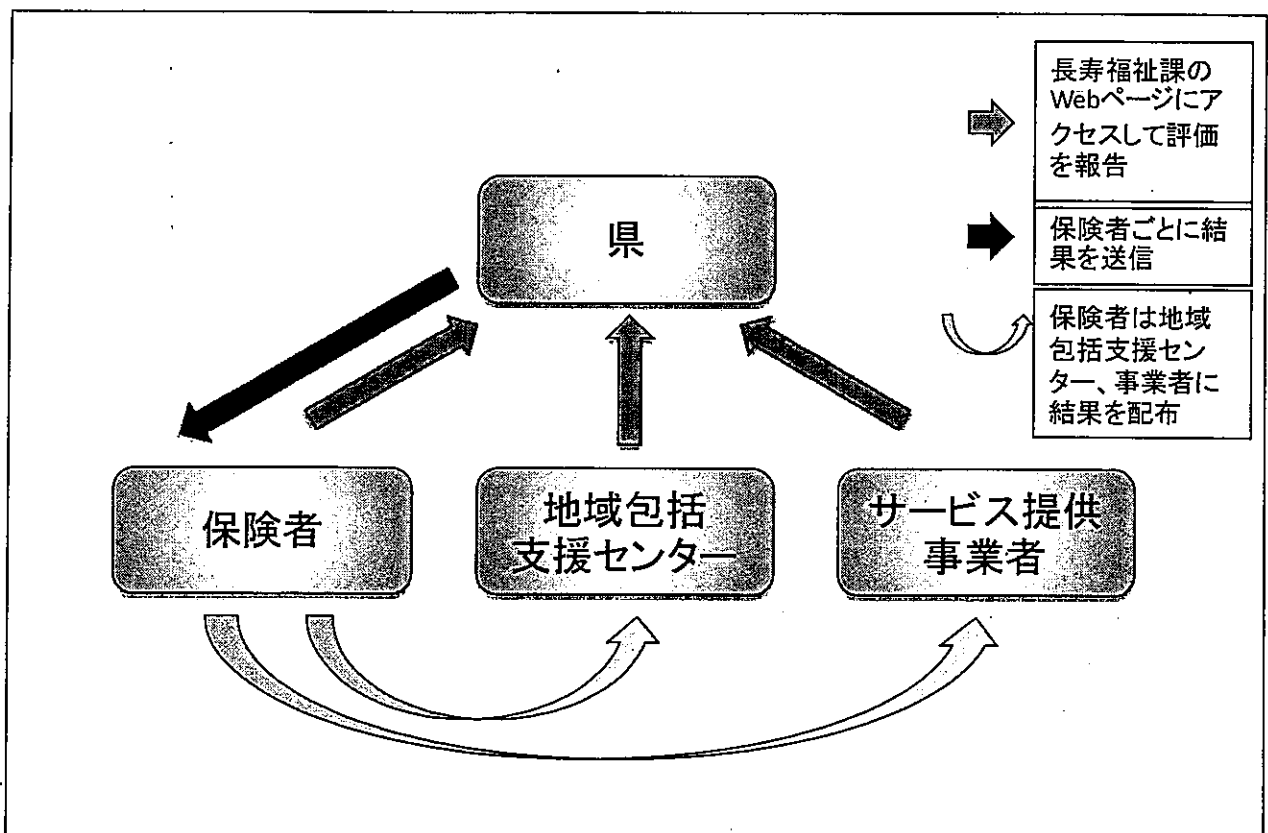 長寿福祉課の
Webページにア
クセスして評価
を報告
保険者ごとに結
果を送信
保険者は地域
包括支援セン
ター、事業者に
結果を配布
県
保険者
地域包括
支援センター
サービス提供
事業者